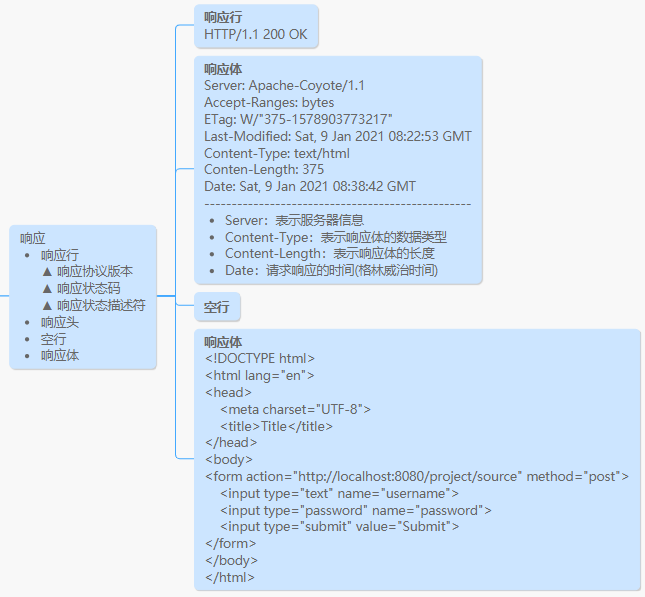 响应行
HTTP/1.1 200 OK
响应体
Server: Apache-Coyote/1.1
Accept-Ranges: bytes
ETag: W/"375-1578903773217"
Last-Modified: Sat, 9 Jan 2021 08:22:53 GMT
Content-Type: text/html
Conten-Length: 375
Date: Sat, 9 Jan 2021 08:38:42 GMT
--------------------------------------------------
• Server：表示服务器信息
• Content-Type：表示响应体的数据类型
• Content-Length：表示响应体的长度
• Date：请求响应的时间(格林威治时间)
响应
• 响应行
▲ 响应协议版本
▲ 响应状态码
▲ 响应状态描述符
• 响应头
• 空行
• 响应体
空行
响应体
<!DOCTYPE html>
<html lang="en">
<head>
    <meta charset="UTF-8">
    <title>Title</title>
</head>
<body>
<form action="http://localhost:8080/project/source" method="post">
    <input type="text" name="username">
    <input type="password" name="password">
    <input type="submit" value="Submit">
</form>
</body>
</html>